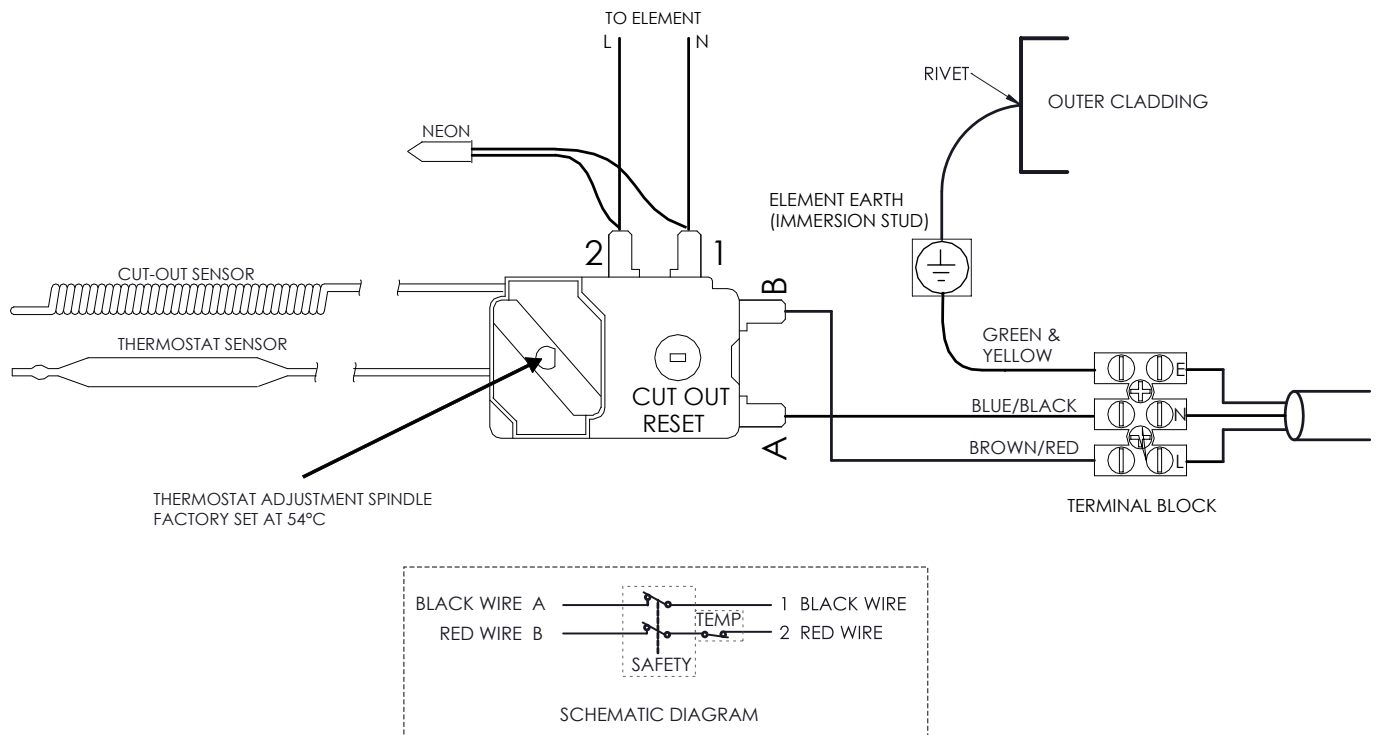 TO ELEMENT
L
N
RIVET
OUTER CLADDING
NEON
ELEMENT EARTH
(IMMERSION STUD)
2
1
CUT-OUT SENSOR
B
THERMOSTAT SENSOR
GREEN &
YELLOW
E
CUT OUT
RESET
BLUE/BLACK
N
A
BROWN/RED
L
THERMOSTAT ADJUSTMENT SPINDLE
FACTORY SET AT 54°C
TERMINAL BLOCK
BLACK WIRE A
1 BLACK WIRE
TEMP
RED WIRE B
2 RED WIRE
SAFETY
SCHEMATIC DIAGRAM